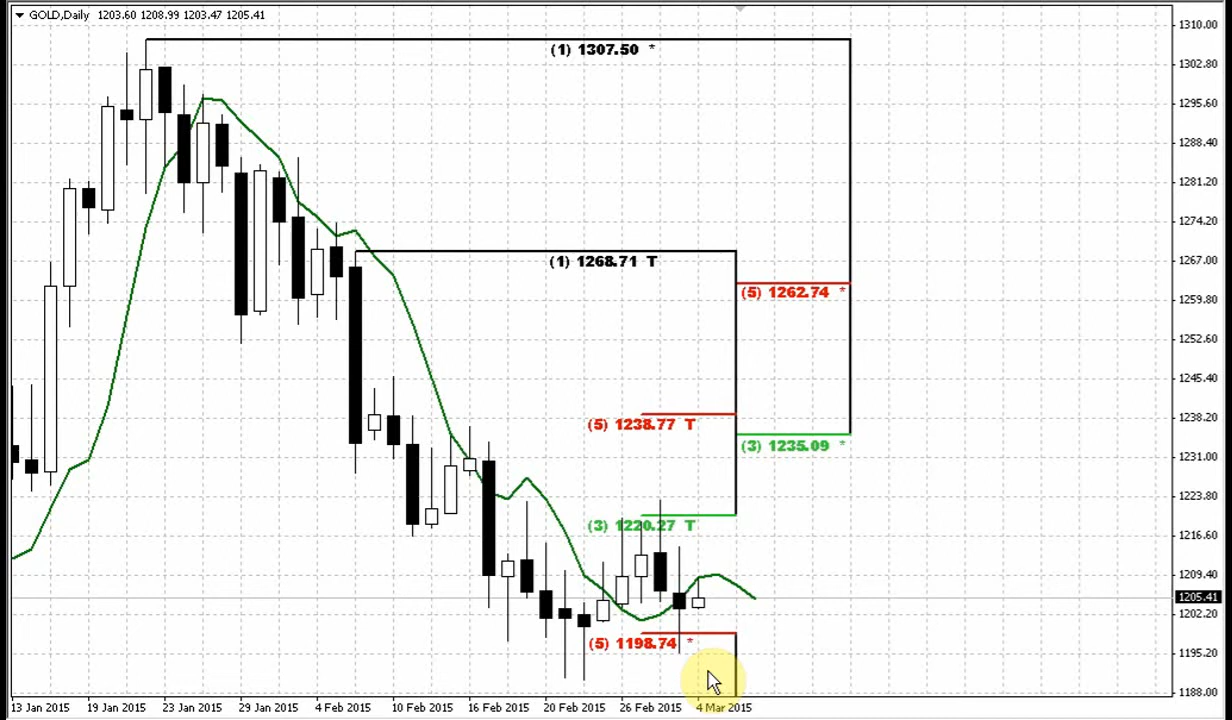 GOLD,Daily 1203.60 1208.99 1203.47 1205.41
1310.00
(1) 1307.50 *
1302.80
1295.60
1288.40
1281.20
1274.20
(1) 1268.71 T
1267.00
(5) 1262.74 *
1259.80
1252.60
1245.40
1238.20
(5) 1238.77 T
(3) 1235.09 *
1231.00
1223.80
(3) 1220.27 T
1216.60
1209.40
1205.41
1202.20
(5) 1198.74 *
1195.20
1188.00
13 Jan 2015 19 Jan 2015 23 Jan 2015 29 Jan 2015 4 Feb 2015 10 Feb 2015 16 Feb 2015 20 Feb 2015 26 Feb 2015 4 Mar 2015